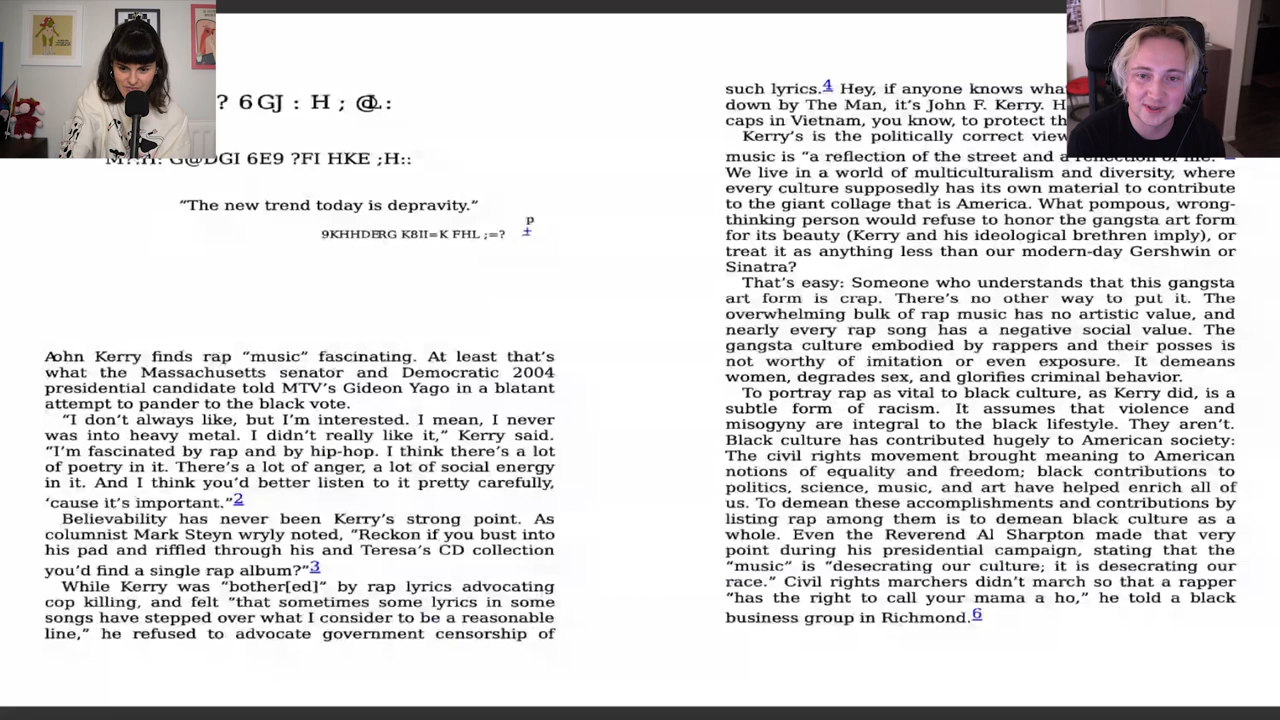 ? 6GJ : H ; @L:
M?IH: G@DGI 6E9 ?FI HKE ;H::
“The new trend today is depravity.”
p
9KHHDERG K8II=K FHL ;=? ±
Aohn Kerry finds rap “music” fascinating. At least that’s
what the Massachusetts senator and Democratic 2004
presidential candidate told MTV’s Gideon Yago in a blatant
attempt to pander to the black vote.
“I don’t always like, but I’m interested. I mean, I never
was into heavy metal. I didn’t really like it,” Kerry said.
“I’m fascinated by rap and by hip-hop. I think there’s a lot
of poetry in it. There’s a lot of anger, a lot of social energy
in it. And I think you’d better listen to it pretty carefully,
‘cause it’s important.”2
Believability has never been Kerry’s strong point. As
columnist Mark Steyn wryly noted, “Reckon if you bust into
his pad and riffled through his and Teresa’s CD collection
you’d find a single rap album?”3
While Kerry was “bother[ed]” by rap lyrics advocating
cop killing, and felt “that sometimes some lyrics in some
songs have stepped over what I consider to be a reasonable
line,” he refused to advocate government censorship of
such lyrics.4 Hey, if anyone knows wha
down by The Man, it’s John F. Kerry. H
caps in Vietnam, you know, to protect th
Kerry’s is the politically correct view
music is “a reflection of the street and a reflection of life.”
We live in a world of multiculturalism and diversity, where
every culture supposedly has its own material to contribute
to the giant collage that is America. What pompous, wrong-
thinking person would refuse to honor the gangsta art form
for its beauty (Kerry and his ideological brethren imply), or
treat it as anything less than our modern-day Gershwin or
Sinatra?
That’s easy: Someone who understands that this gangsta
art form is crap. There’s no other way to put it. The
overwhelming bulk of rap music has no artistic value, and
nearly every rap song has a negative social value. The
gangsta culture embodied by rappers and their posses is
not worthy of imitation or even exposure. It demeans
women, degrades sex, and glorifies criminal behavior.
To portray rap as vital to black culture, as Kerry did, is a
subtle form of racism. It assumes that violence and
misogyny are integral to the black lifestyle. They aren’t.
Black culture has contributed hugely to American society:
The civil rights movement brought meaning to American
notions of equality and freedom; black contributions to
politics, science, music, and art have helped enrich all of
us. To demean these accomplishments and contributions by
listing rap among them is to demean black culture as a
whole. Even the Reverend Al Sharpton made that very
point during his presidential campaign, stating that the
“music” is “desecrating our culture; it is desecrating our
race.” Civil rights marchers didn’t march so that a rapper
“has the right to call your mama a ho,” he told a black
business group in Richmond.6